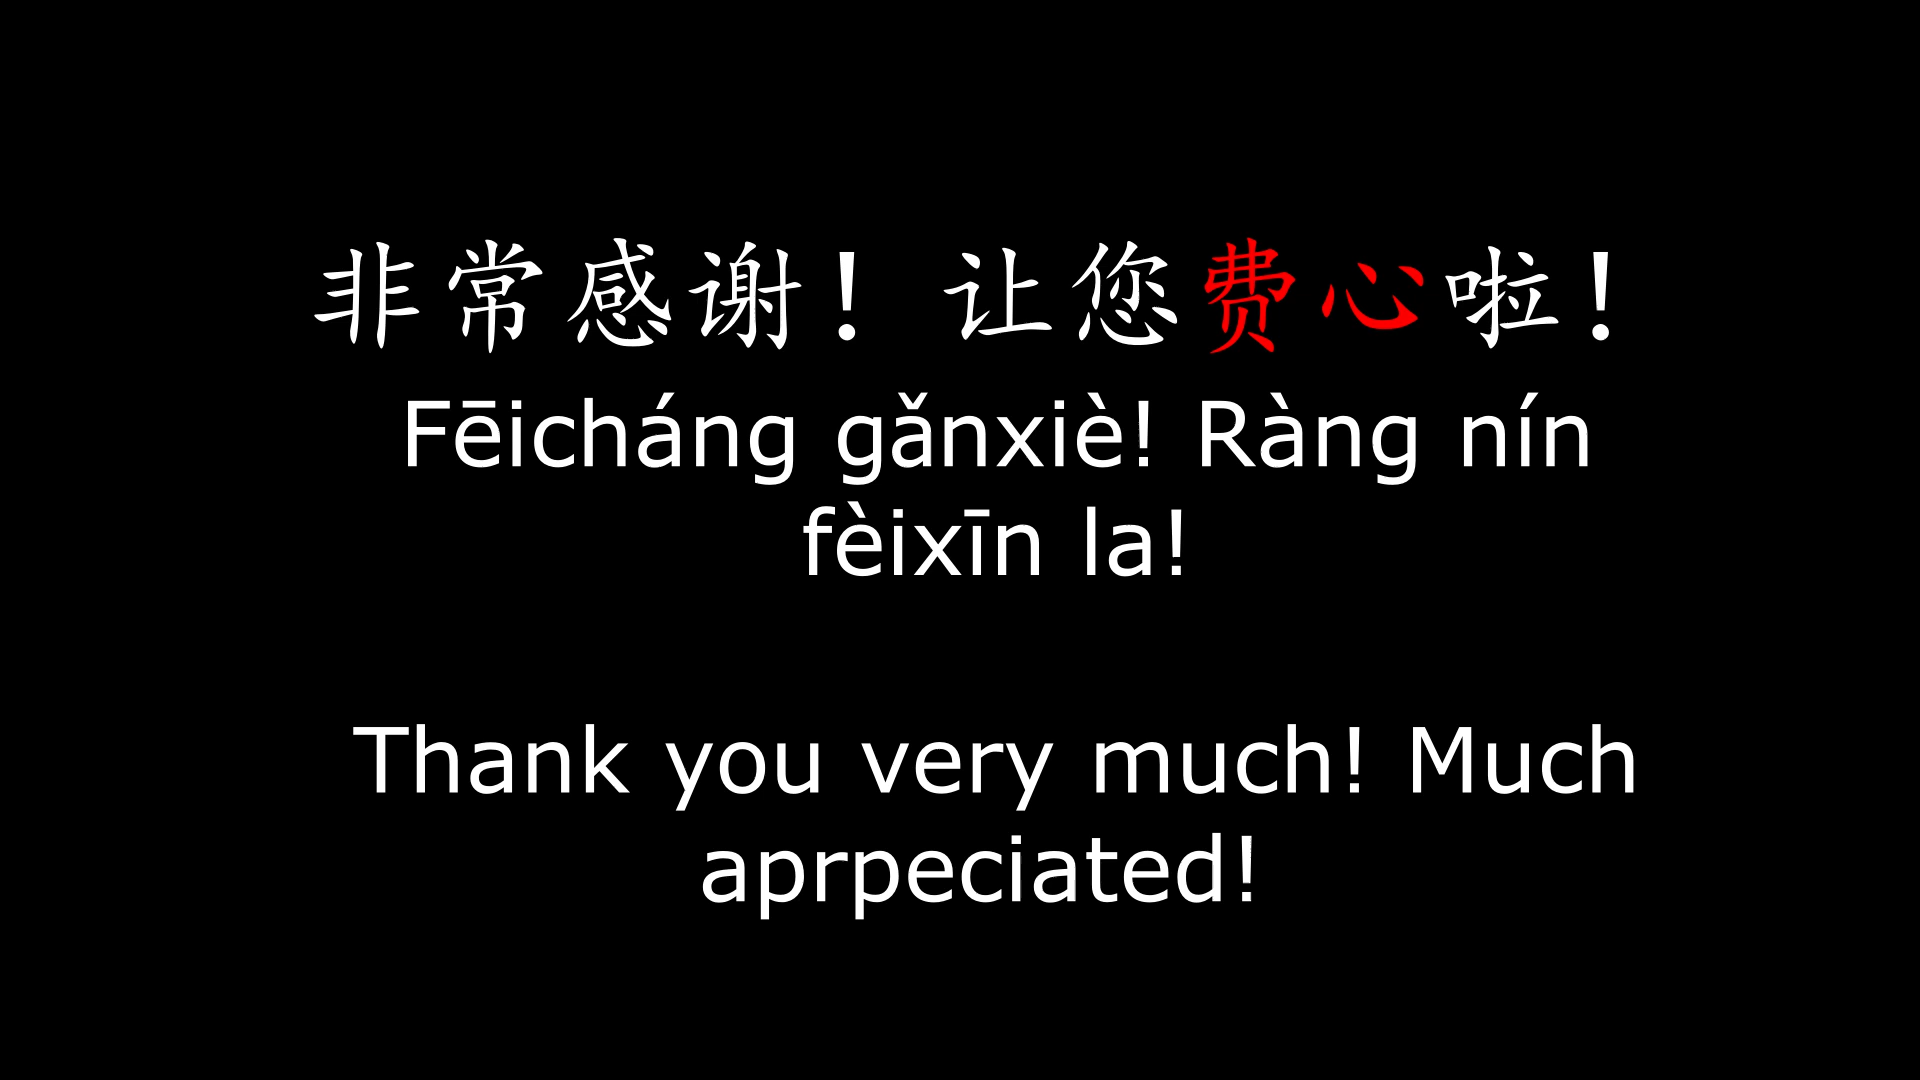 非常感谢！让您费心啦！
Fēicháng gǎnxiè! Ràng nín
fèixīn la!
Thank you very much! Much
aprpeciated!